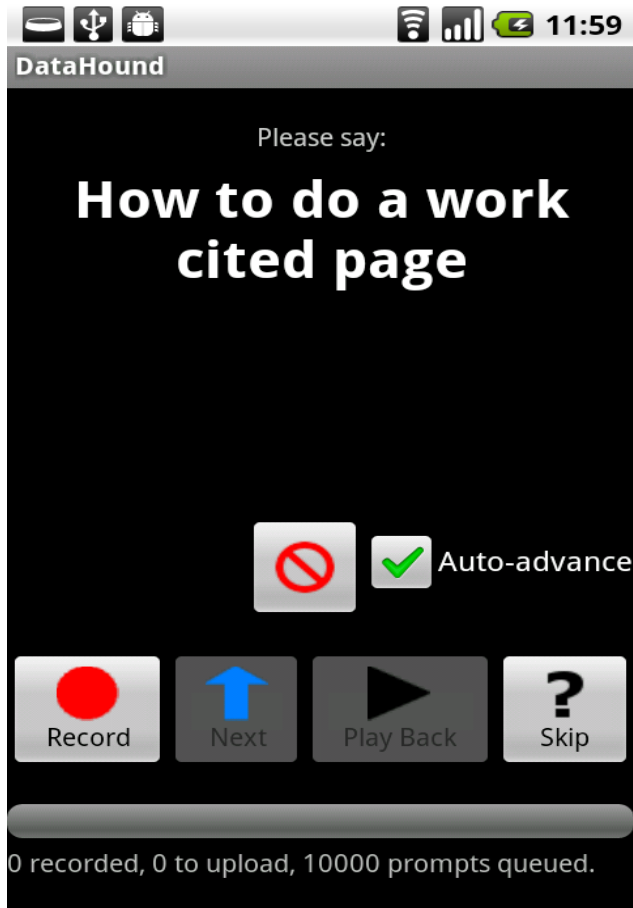 11:59
DataHound
Please say:
How to do a work
cited page
Auto-advance
Record
Next
Play Back
?
Skip
0 recorded, 0 to upload, 10000 prompts queued.